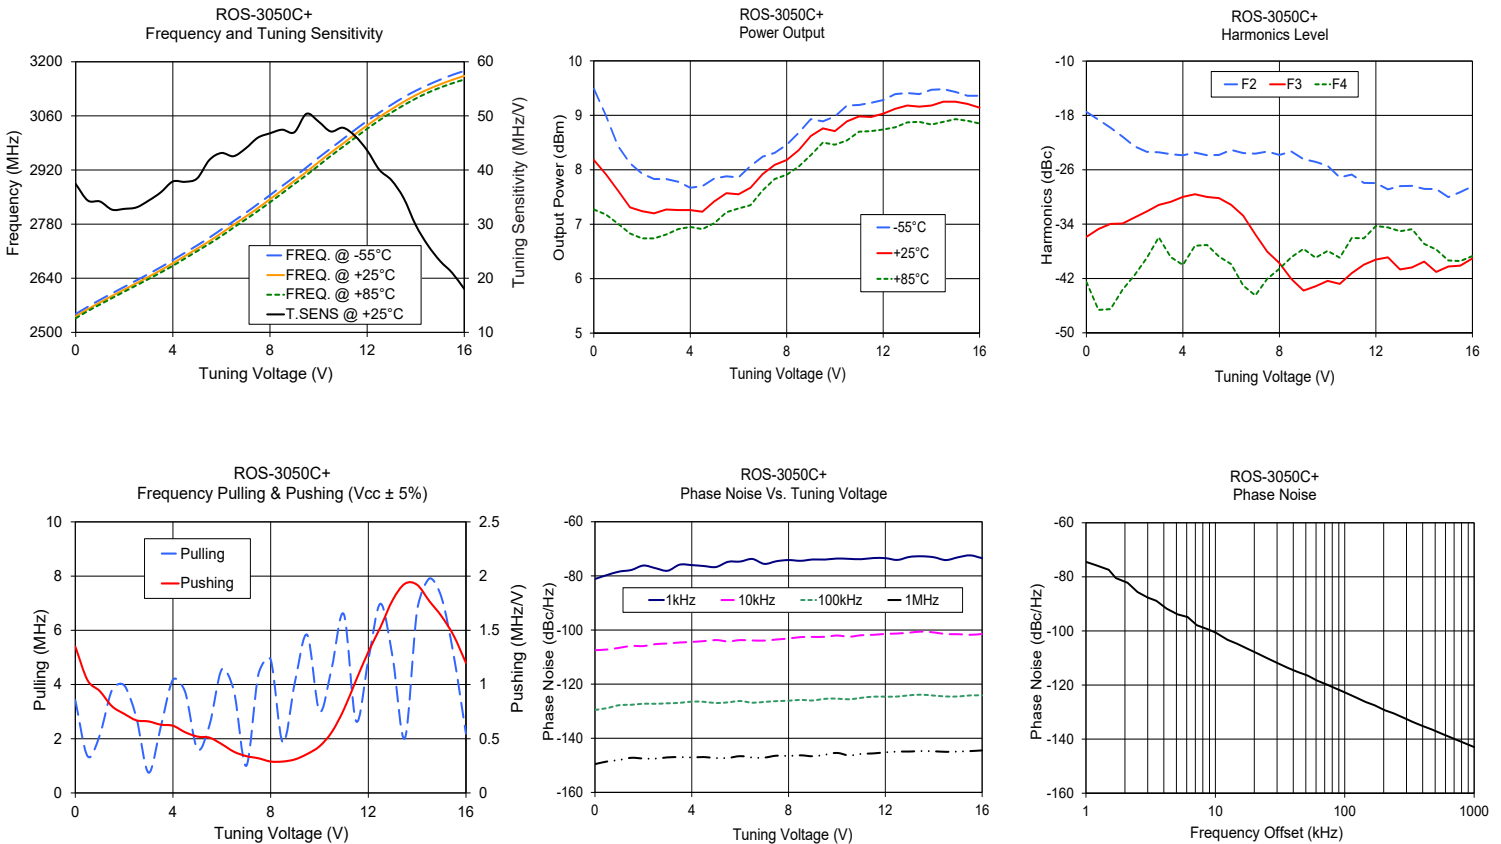 ROS-3050C+
Frequency and Tuning Sensitivity
3200
3060
2920
2780
2640
2500
60
50
40
30
20
10
0
4
8
12
16
Frequency (MHz)
Tuning Sensitivity (MHz/V)
FREQ. @ -55°C
FREQ. @ +25°C
FREQ. @ +85°C
T.SENS @ +25°C
Tuning Voltage (V)
ROS-3050C+
Power Output
10
9
8
7
6
5
0
4
8
12
16
Output Power (dBm)
-55°C
+25°C
+85°C
Tuning Voltage (V)
ROS-3050C+
Harmonics Level
-10
-18
-26
-34
-42
-50
0
4
8
12
16
Harmonics (dBc)
F2 F3 F4
Tuning Voltage (V)
ROS-3050C+
Frequency Pulling & Pushing (Vcc ± 5%)
10
8
6
4
2
0
2.5
2
1.5
1
0.5
0
0
4
8
12
16
Pulling (MHz)
Pushing (MHz/V)
Pulling
Pushing
Tuning Voltage (V)
ROS-3050C+
Phase Noise Vs. Tuning Voltage
-60
-80
-100
-120
-140
-160
0
4
8
12
16
Phase Noise (dBc/Hz)
1kHz 10kHz 100kHz 1MHz
Tuning Voltage (V)
ROS-3050C+
Phase Noise
-60
-80
-100
-120
-140
-160
1
10
100
1000
Phase Noise (dBc/Hz)
Frequency Offset (kHz)